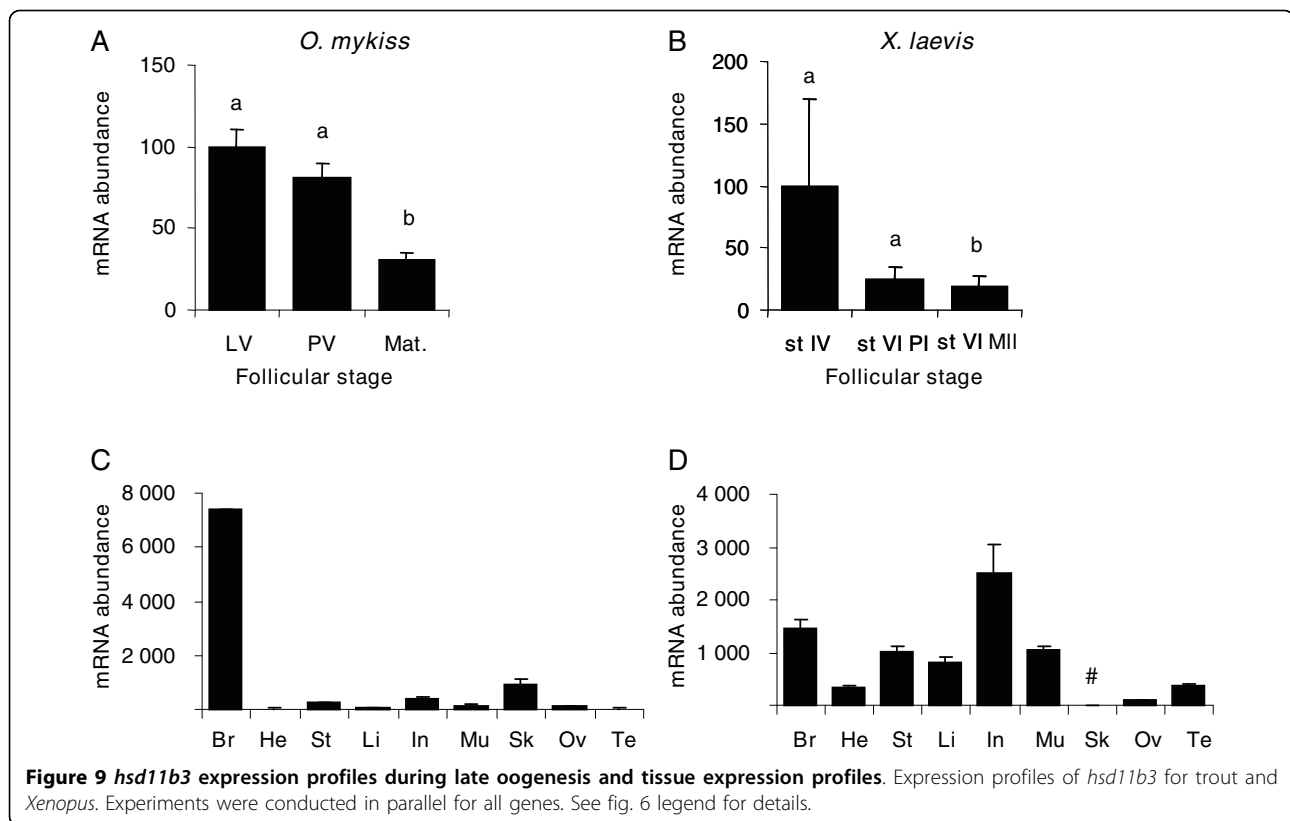 A
O. mykiss
mRNA abundance
150
100
50
0
a
a
b
LV PV Mat.
Follicular stage
B
X. laevis
mRNA abundance
200
150
100
50
0
a
a
b
st IV st VI PI st VI MII
Follicular stage
C
mRNA abundance
8 000
6 000
4 000
2 000
Br He St Li In Mu Sk Ov Te
D
mRNA abundance
4 000
3 000
2 000
1 000
#
Br He St Li In Mu Sk Ov Te
Figure 9 hsd11b3 expression profiles during late oogenesis and tissue expression profiles. Expression profiles of hsd11b3 for trout and
Xenopus. Experiments were conducted in parallel for all genes. See fig. 6 legend for details.